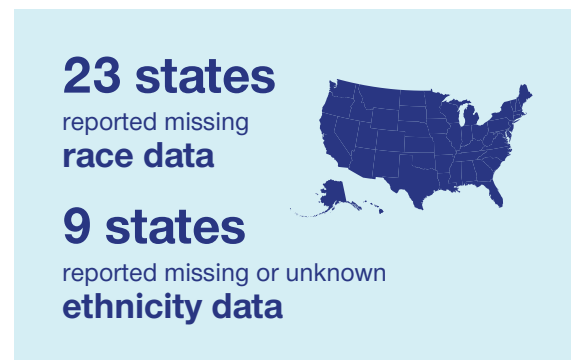 23 states
reported missing
race data
9 states
reported missing or unknown
ethnicity data